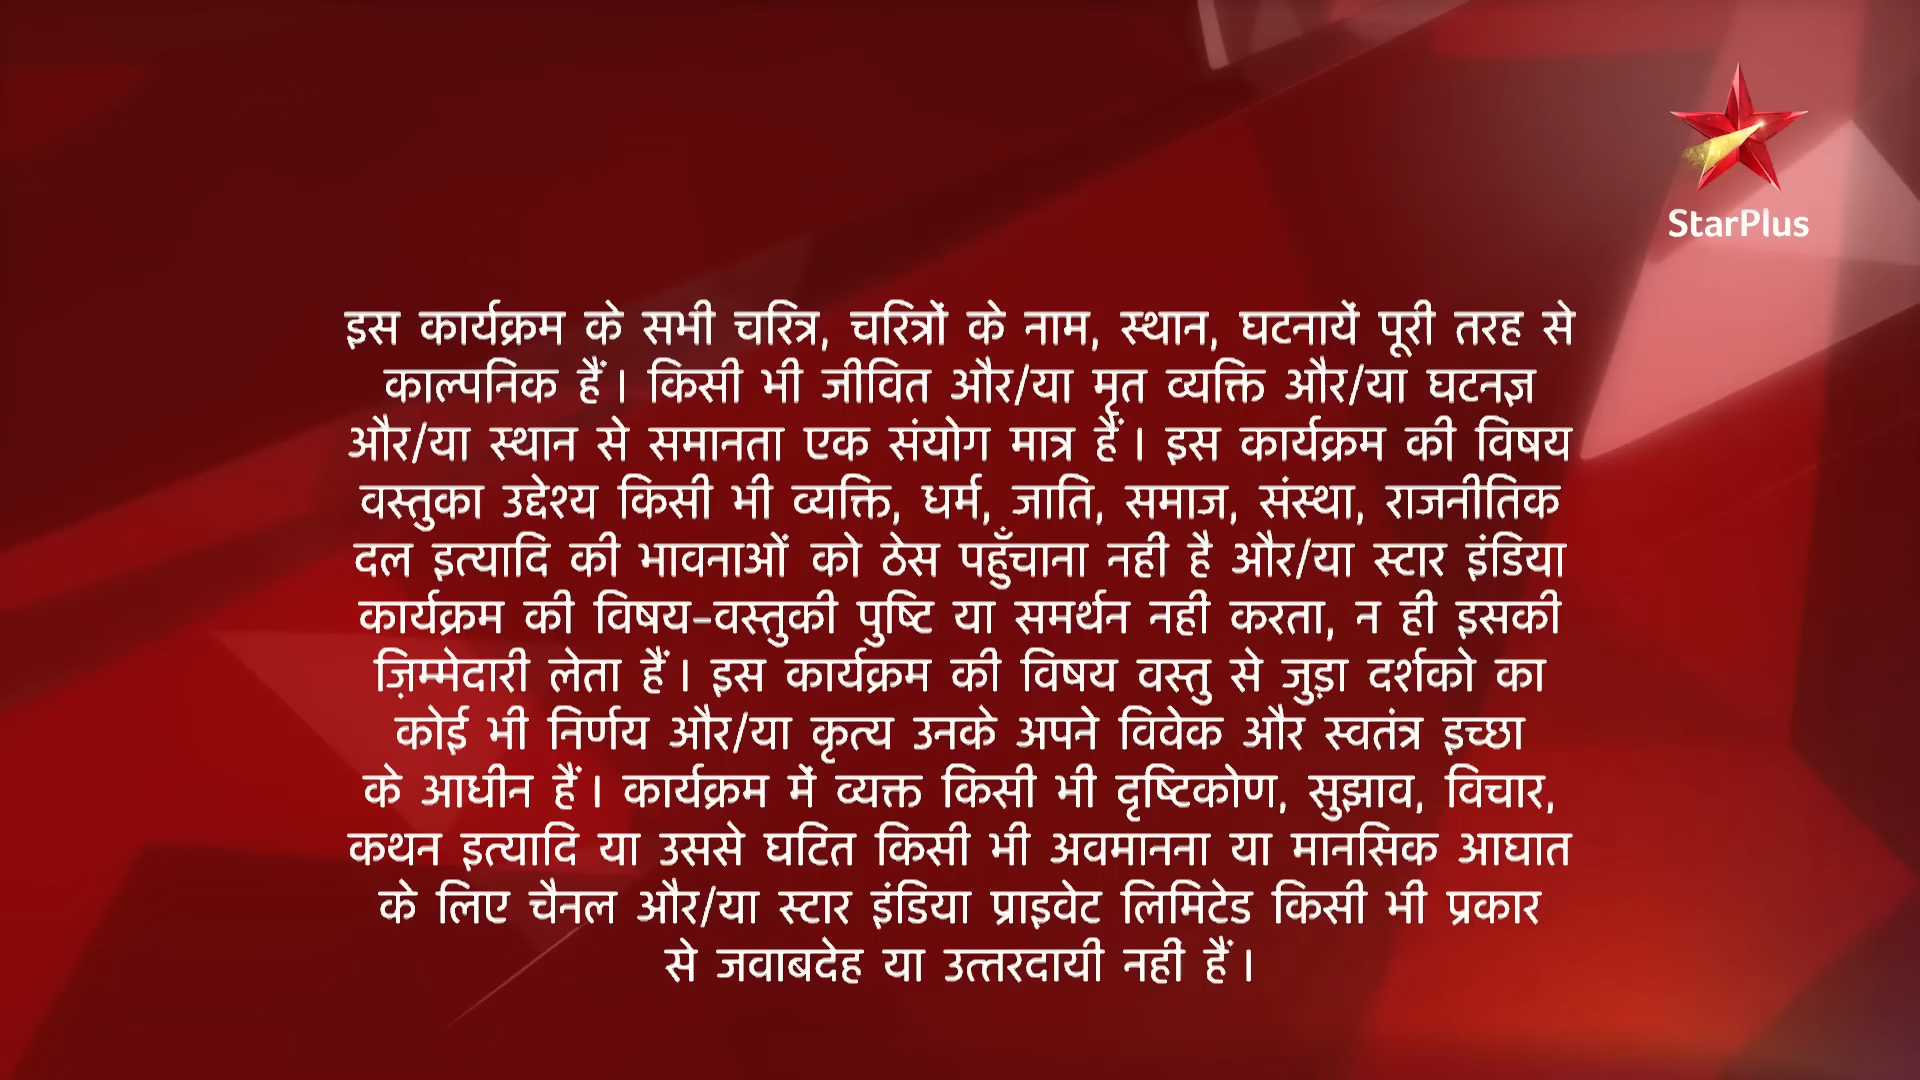 StarPlus
इस कार्यक्रम के सभी चरित्र, चरित्रों के नाम, स्थान, घटनायें पूरी तरह से
काल्पनिक हैं। किसी भी जीवित और/या मृत व्यक्ति और/या घटनज्ञ
और/या स्थान से समानता एक संयोग मात्र हैं। इस कार्यक्रम की विषय
वस्तुका उद्देश्य किसी भी व्यक्ति, धर्म, जाति, समाज, संस्था, राजनीतिक
दल इत्यादि की भावनाओं को ठेस पहुँचाना नही है और/या स्टार इंडिया
कार्यक्रम की विषय-वस्तुकी पुष्टि या समर्थन नही करता, न ही इसकी
ज़िम्मेदारी लेता हैं। इस कार्यक्रम की विषय वस्तु से जुड़ा दर्शको का
कोई भी निर्णय और/या कृत्य उनके अपने विवेक और स्वतंत्र इच्छा
के आधीन हैं। कार्यक्रम में व्यक्त किसी भी दृष्टिकोण, सुझाव, विचार,
कथन इत्यादि या उससे घटित किसी भी अवमानना या मानसिक आघात
के लिए चैनल और/या स्टार इंडिया प्राइवेट लिमिटेड किसी भी प्रकार
से जवाबदेह या उत्तरदायी नही हैं।